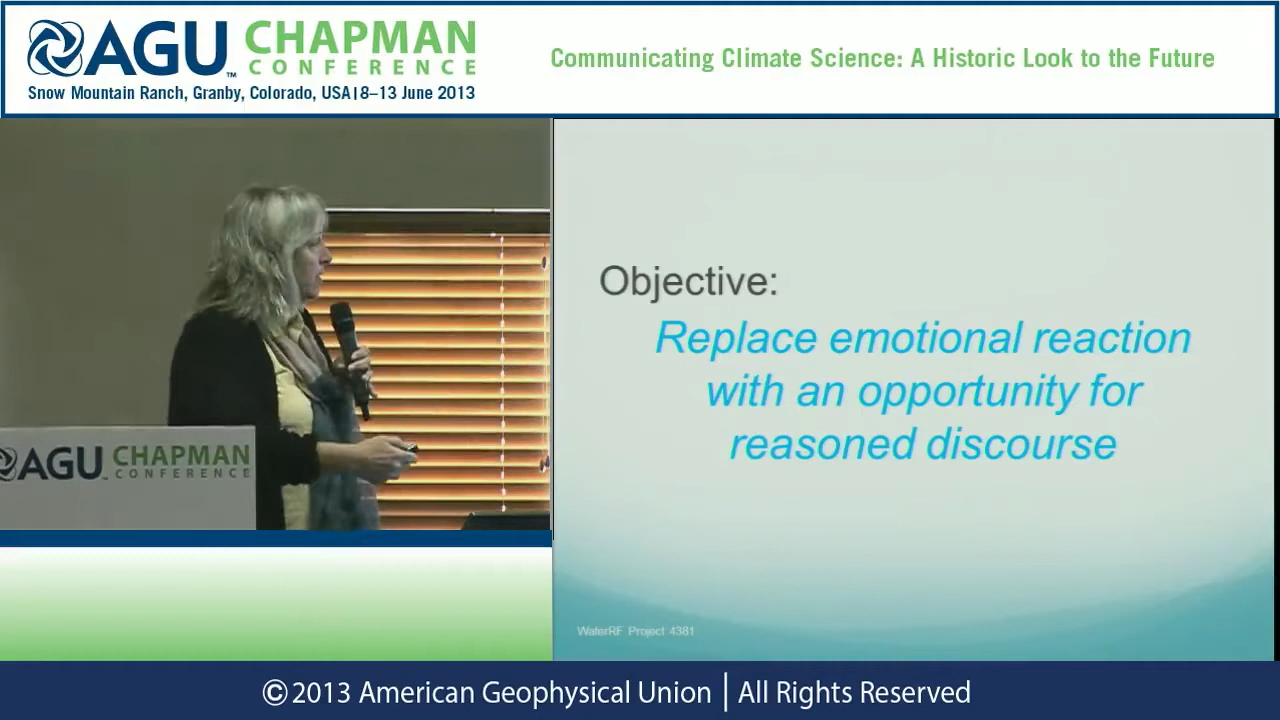 AGU CHAPMAN
CONFERENCE
™
Snow Mountain Ranch, Granby, Colorado, USA|8–13 June 2013
Communicating Climate Science: A Historic Look to the Future
AGU CHAPMAN
CONFERENCE
Objective:
Replace emotional reaction
with an opportunity for
reasoned discourse
WaterRF Project 4381
©2013 American Geophysical Union | All Rights Reserved